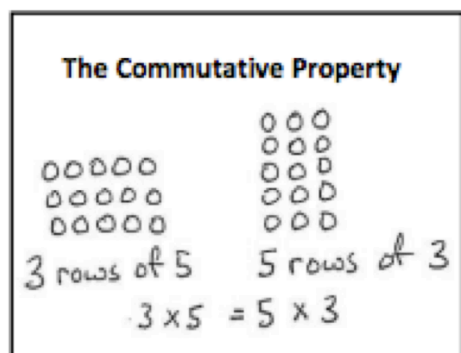 The Commutative Property
3 rows of 5
5 rows of 3
3 x 5 = 5 x 3